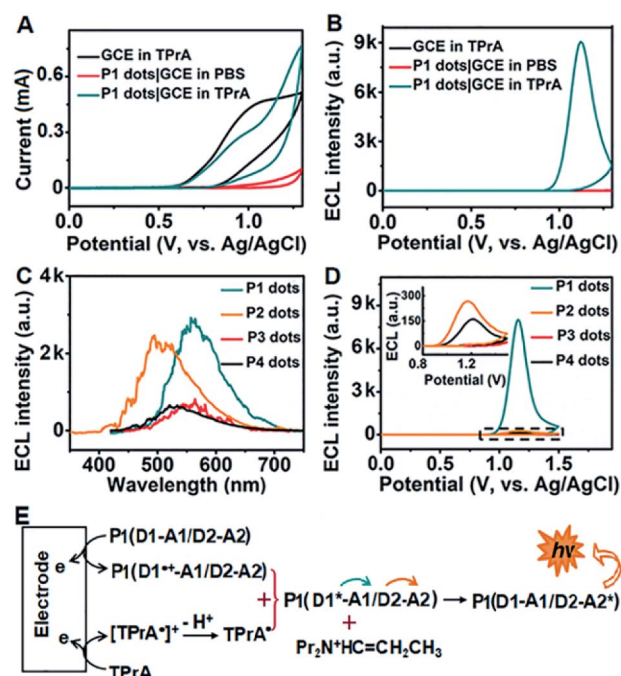 A
GCE in TPrA
P1 dots|GCE in PBS
P1 dots|GCE in TPrA
Current (mA)
0.6
0.3
0.0
0.0 0.5 1.0
Potential (V, vs. Ag/AgCl)
B
GCE in TPrA
P1 dots|GCE in PBS
P1 dots|GCE in TPrA
ECL intensity (a.u.)
9k
6k
3k
0
0.0 0.5 1.0
Potential (V, vs. Ag/AgCl)
C
P1 dots
P2 dots
P3 dots
P4 dots
ECL intensity (a.u.)
4k
2k
0
400 500 600 700
Wavelength (nm)
D
P1 dots
P2 dots
P3 dots
P4 dots
ECL intensity (a.u.)
9k
6k
3k
0
0.0 0.5 1.0 1.5
Potential (V, vs. Ag/AgCl)
ECL (a.u.)
300
150
0
0.8 1.2
Potential (V)
E
Electrode
e⁻
P1(D1-A1/D2-A2)
P1(D1•+-A1/D2-A2)
e⁻
[TPrA•]+ - H+ TPrA•
TPrA
+
P1(D1*-A1/D2-A2)
+
Pr₂N+HC=CH₂CH₃
P1(D1-A1/D2-A2*)
hν